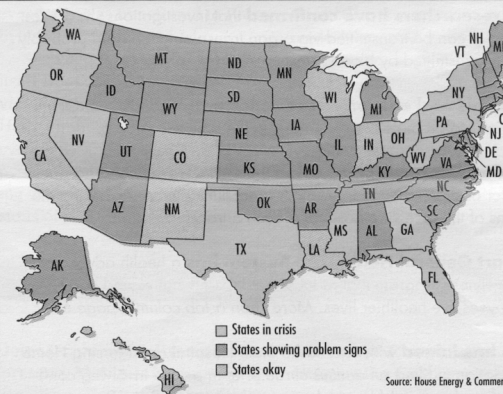 WA
MT
ND
MN
OR
ID
SD
WI
MI
VT
NH
NY
WY
IA
NE
PA
NJ
NV
UT
CO
IL
IN
OH
DE
WV
MD
CA
KS
MO
KY
VA
AZ
NM
OK
AR
TN
NC
SC
TX
LA
MS
AL
GA
FL
AK
HI
States in crisis
States showing problem signs
States okay
Source: House Energy & Commer